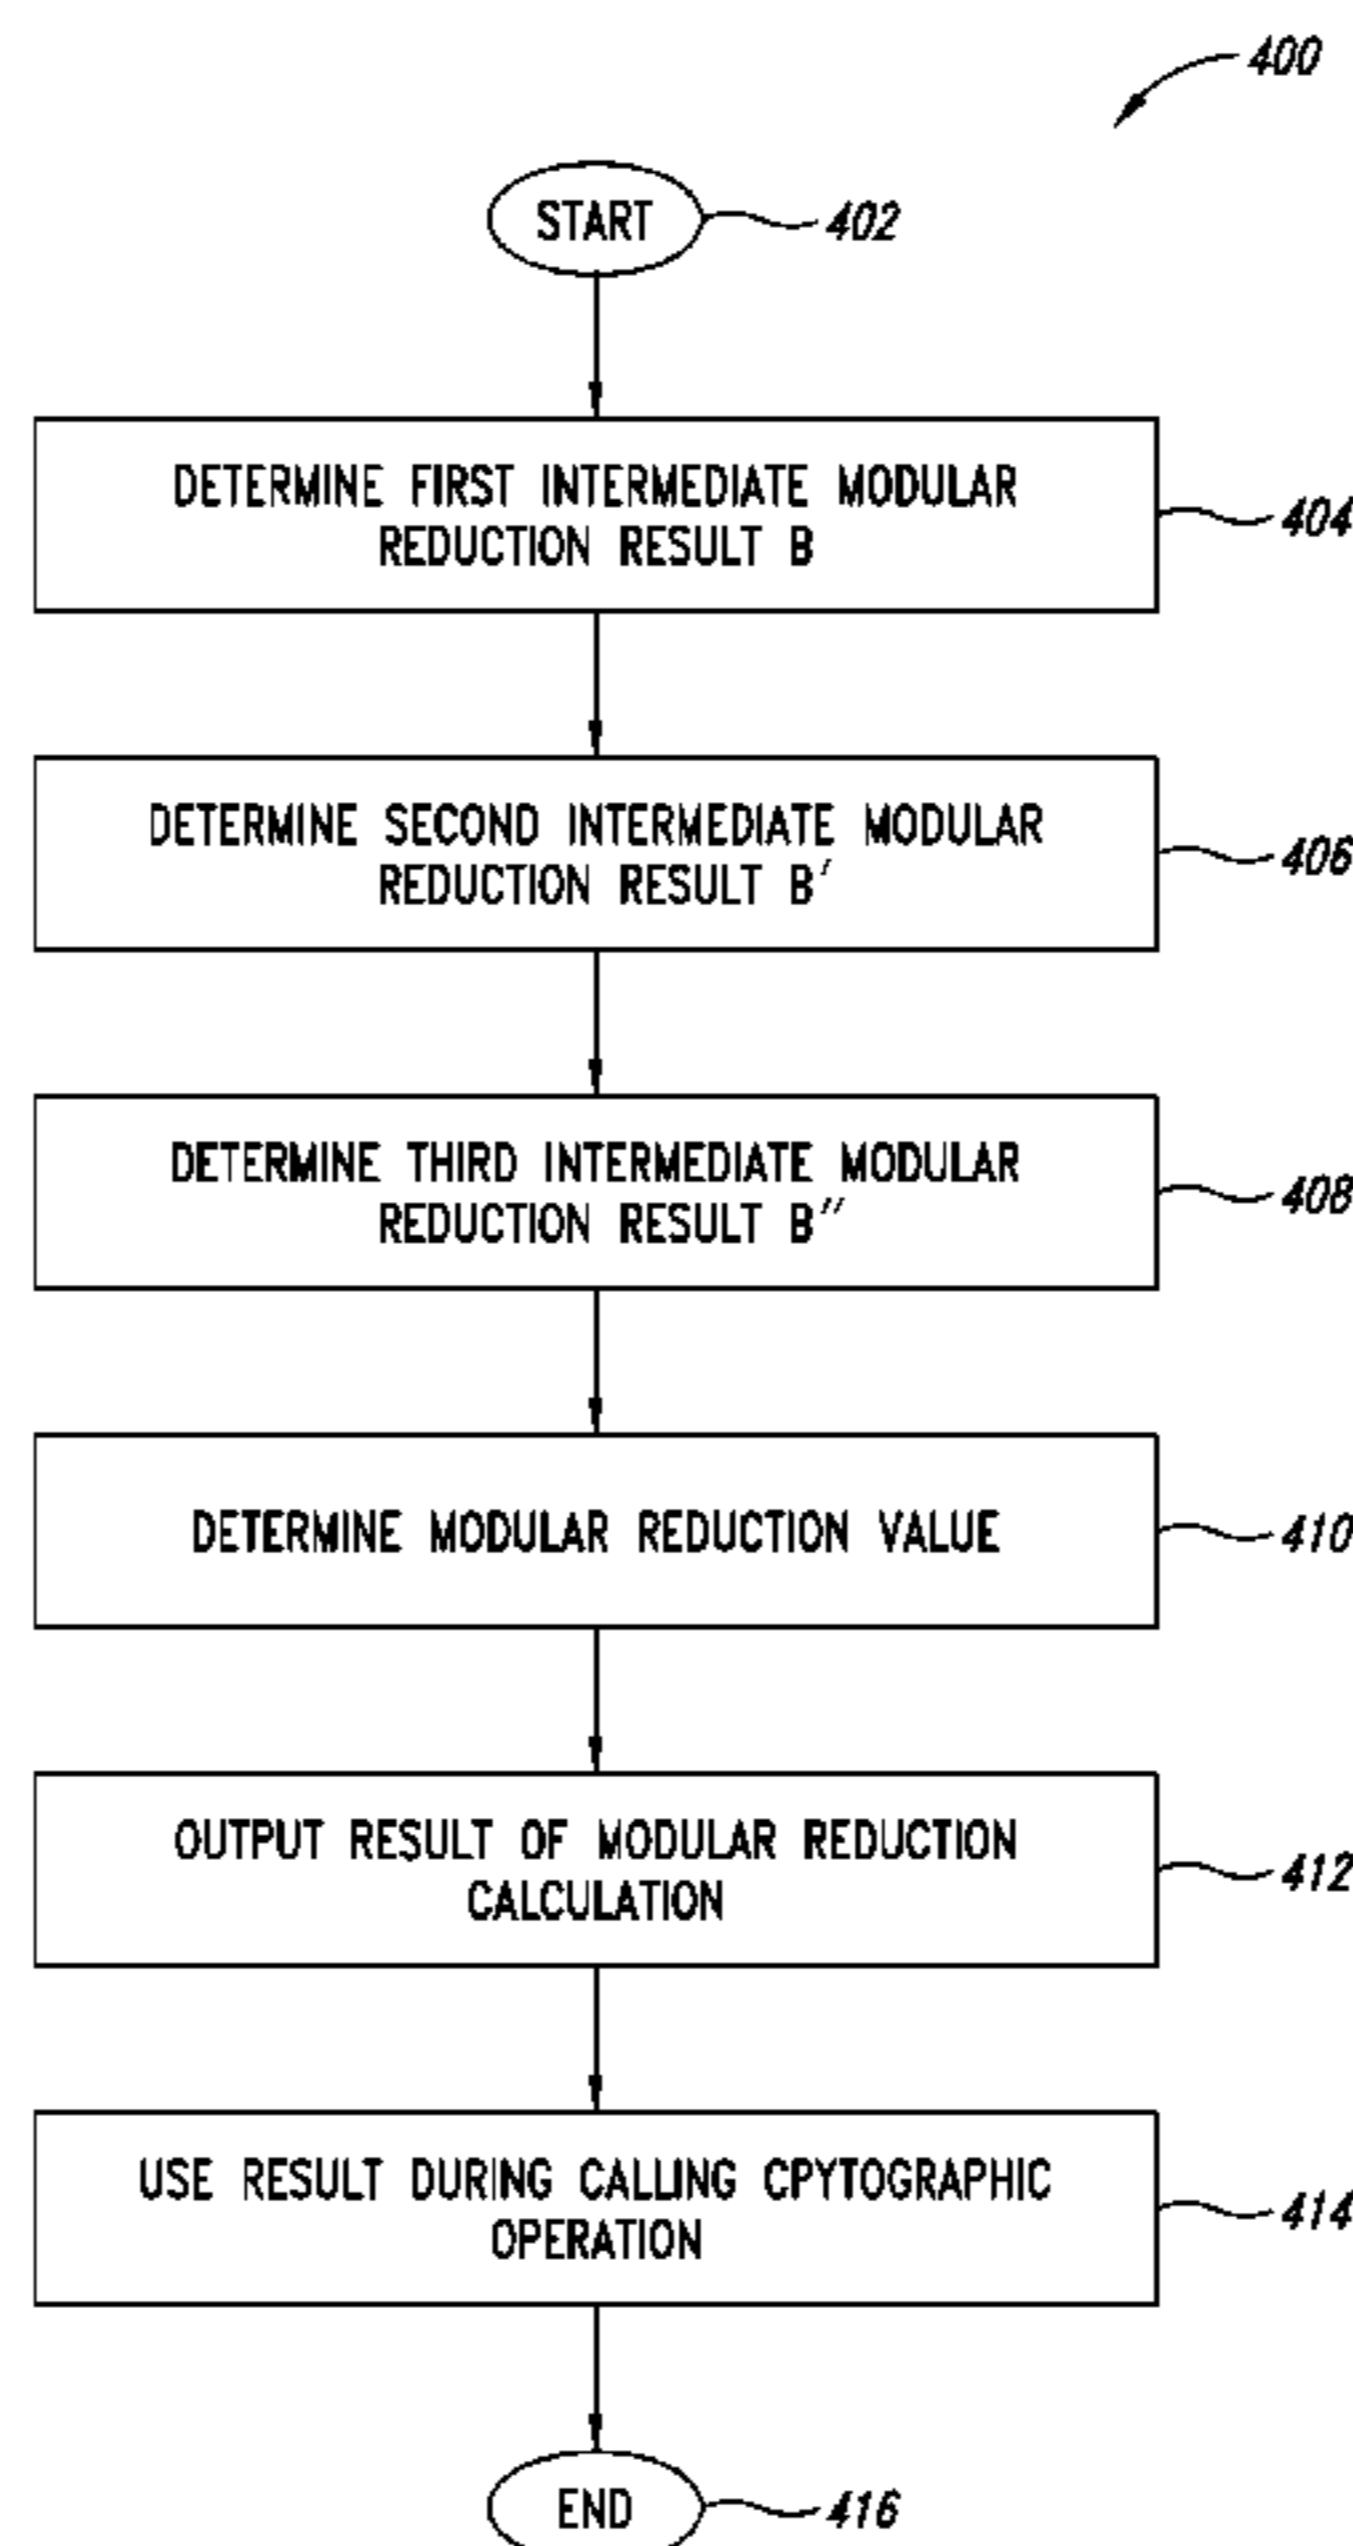 400
START
402
DETERMINE FIRST INTERMEDIATE MODULAR
REDUCTION RESULT B
404
DETERMINE SECOND INTERMEDIATE MODULAR
REDUCTION RESULT B′
406
DETERMINE THIRD INTERMEDIATE MODULAR
REDUCTION RESULT B″
408
DETERMINE MODULAR REDUCTION VALUE
410
OUTPUT RESULT OF MODULAR REDUCTION
CALCULATION
412
USE RESULT DURING CALLING CPYTOGRAPHIC
OPERATION
414
END
416